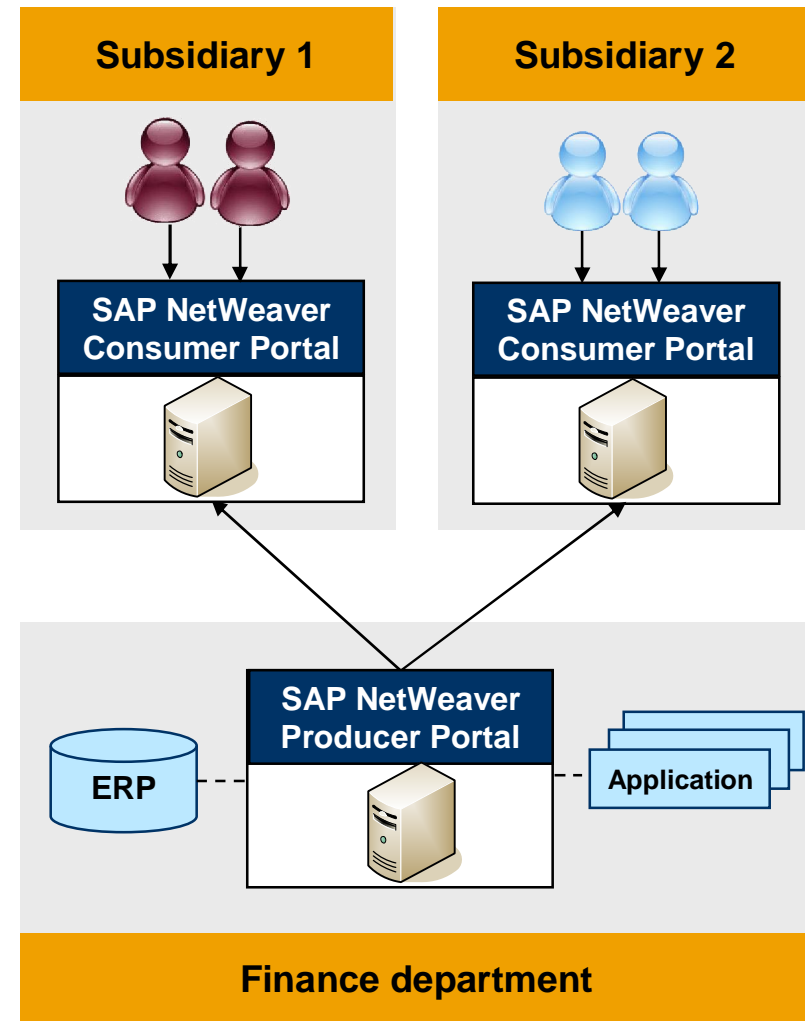 Subsidiary 1
Subsidiary 2
SAP NetWeaver
Consumer Portal
SAP NetWeaver
Consumer Portal
SAP NetWeaver
Producer Portal
ERP
Application
Finance department